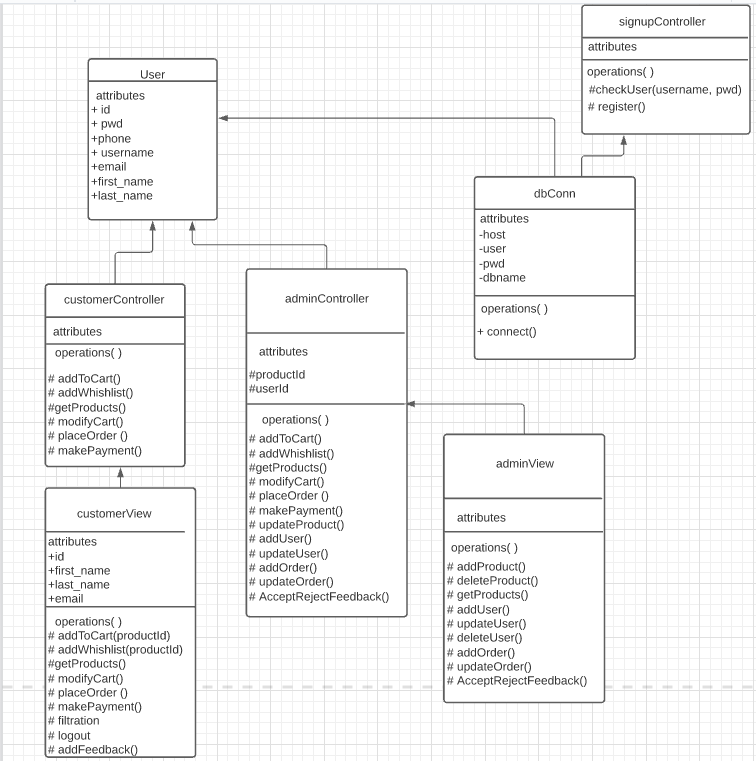 signupController
attributes
operations( )
#checkUser(username, pwd)
# register()
User
attributes
+ id
+ pwd
+phone
+ username
+email
+first_name
+last_name
dbConn
attributes
-host
-user
-pwd
-dbname
operations( )
+ connect()
customerController
attributes
operations( )
# addToCart()
# addWhishlist()
#getProducts()
# modifyCart()
# placeOrder ()
# makePayment()
adminController
attributes
#productId
#userId
operations( )
# addToCart()
# addWhishlist()
#getProducts()
# modifyCart()
# placeOrder ()
# makePayment()
# updateProduct()
# addUser()
# updateUser()
# addOrder()
# updateOrder()
# AcceptRejectFeedback()
adminView
attributes
operations( )
# addProduct()
# deleteProduct()
# getProducts()
# addUser()
# updateUser()
# deleteUser()
# addOrder()
# updateOrder()
# AcceptRejectFeedback()
customerView
attributes
+id
+first_name
+last_name
+email
operations( )
# addToCart(productId)
# addWhishlist(productId)
#getProducts()
# modifyCart()
# placeOrder ()
# makePayment()
# filtration
# logout
# addFeedback()